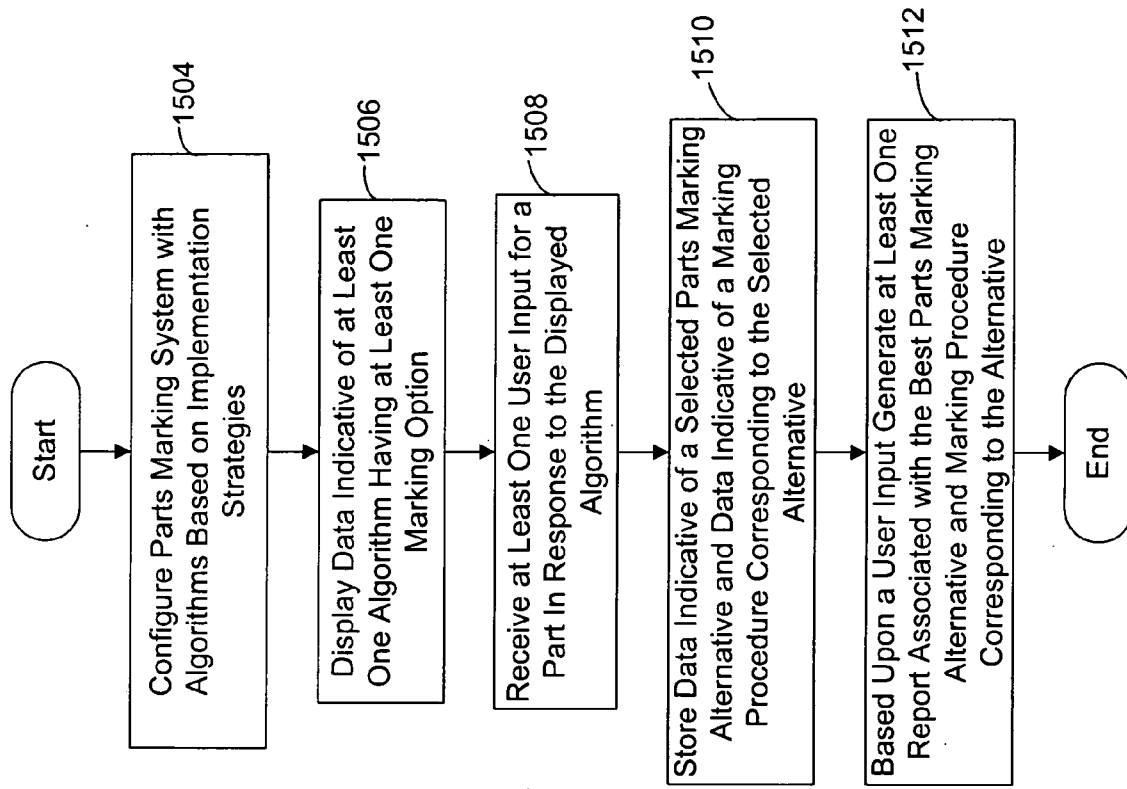 Start
Configure Parts Marking System with
Algorithms Based on Implementation
Strategies
1504
Display Data Indicative of at Least
One Algorithm Having at Least One
Marking Option
1506
Receive at Least One User Input for a
Part In Response to the Displayed
Algorithm
1508
Store Data Indicative of a Selected Parts Marking
Alternative and Data Indicative of a Marking
Procedure Corresponding to the Selected
Alternative
1510
Based Upon a User Input Generate at Least One
Report Associated with the Best Parts Marking
Alternative and Marking Procedure
Corresponding to the Alternative
1512
End